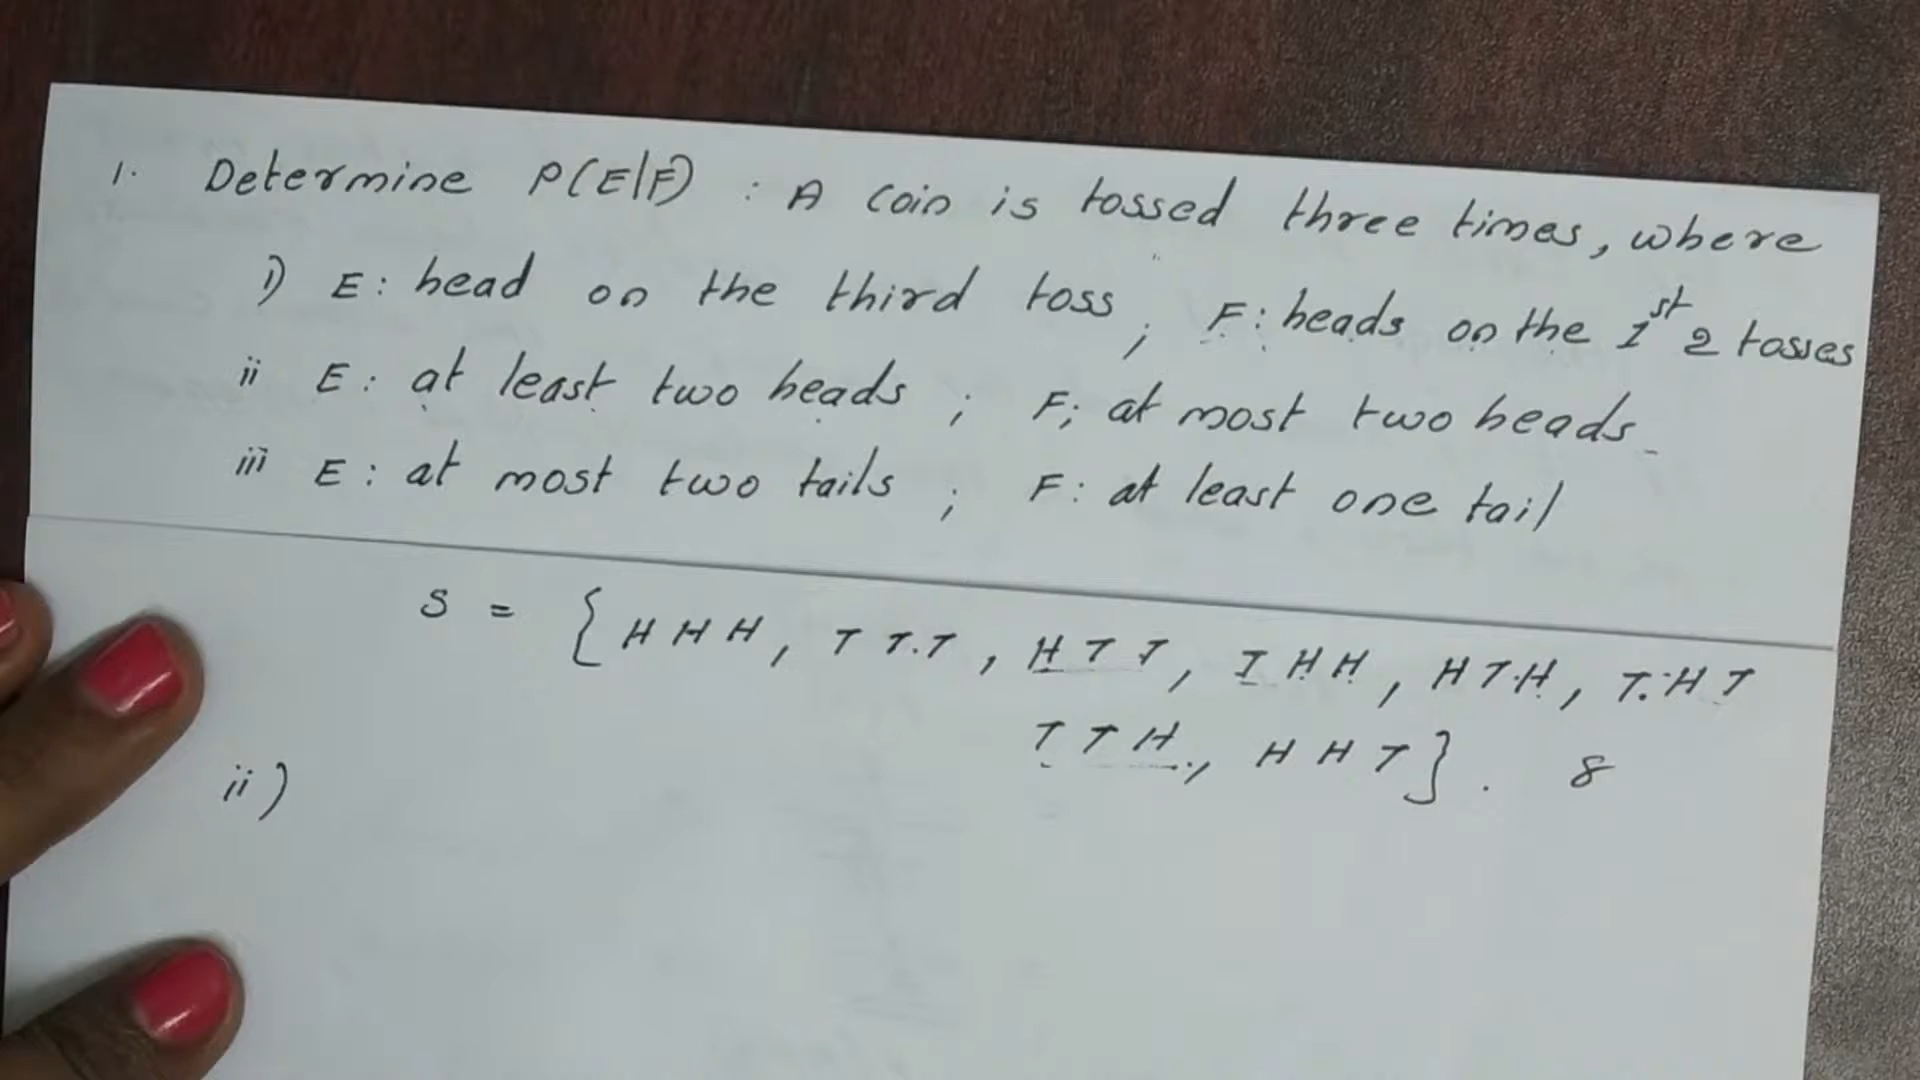 1. Determine P(E|F) : A coin is tossed three times, where
i) E: head on the third toss ; F: heads on the 1st 2 tosses
ii E: at least two heads ; F; at most two heads
iii E: at most two tails ; F: at least one tail
S = {HHH, TTT, HTT, THH, HTH, THT
TTH, HHT}. 8
ii)